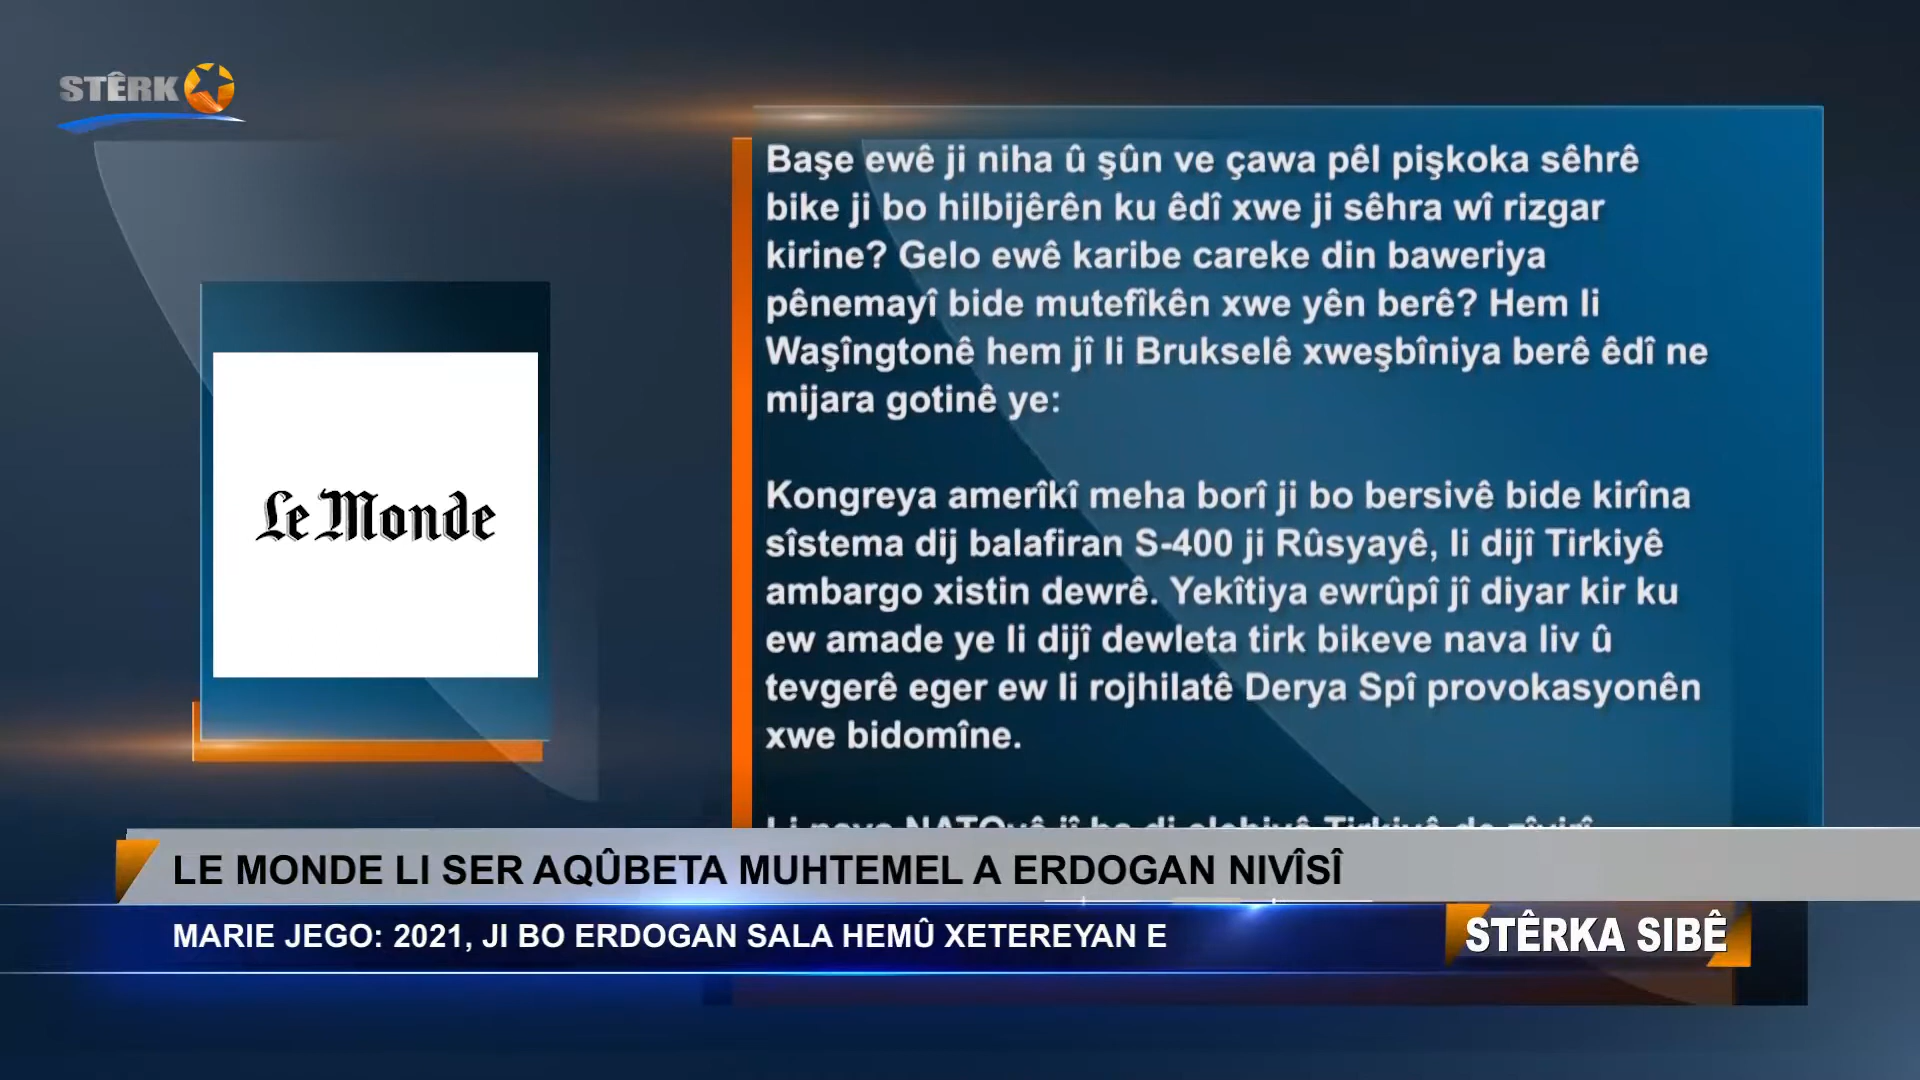 STÊRK
Başe ewê ji niha û şûn ve çawa pêl pişkoka sêhrê
bike ji bo hilbijêrên ku êdî xwe ji sêhra wî rizgar
kirine? Gelo ewê karibe careke din baweriya
pênemayî bide mutefîkên xwe yên berê? Hem li
Waşîngtonê hem jî li Brukselê xweşbîniya berê êdî ne
mijara gotinê ye:
Kongreya amerîkî meha borî ji bo bersivê bide kirîna
sîstema dij balafiran S-400 ji Rûsyayê, li dijî Tirkiyê
ambargo xistin dewrê. Yekîtiya ewrûpî jî diyar kir ku
ew amade ye li dijî dewleta tirk bikeve nava liv û
tevgerê eger ew li rojhilatê Derya Spî provokasyonên
xwe bidomîne.
Le Monde
LE MONDE LI SER AQÛBETA MUHTEMEL A ERDOGAN NIVÎSÎ
MARIE JEGO: 2021, JI BO ERDOGAN SALA HEMÛ XETEREYAN E
STÊRKA SIBÊ